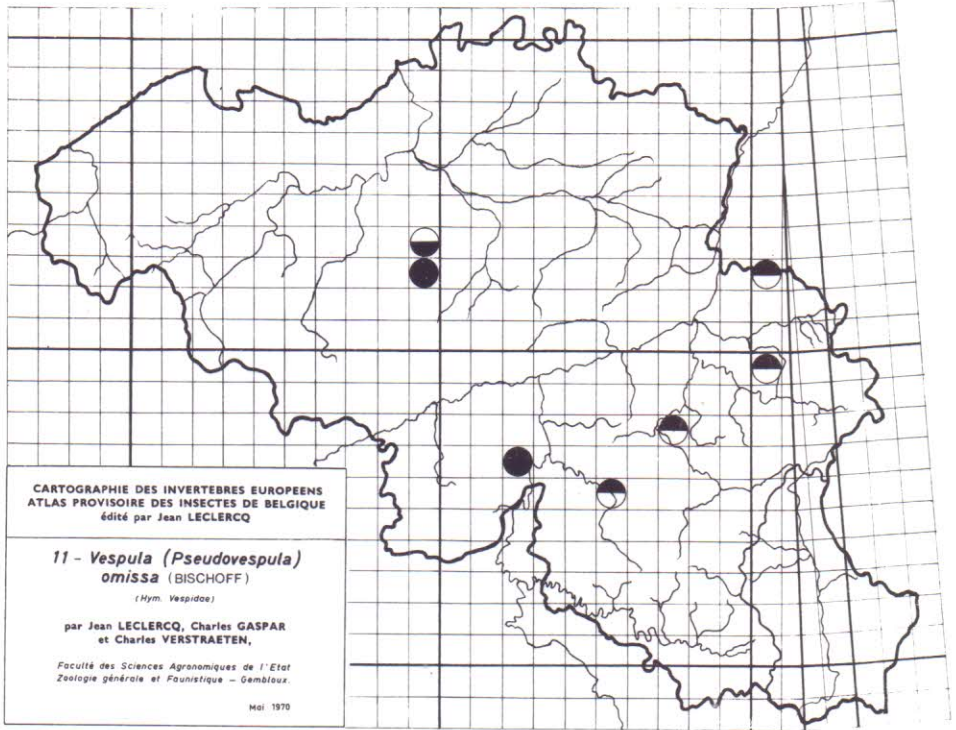 CARTOGRAPHIE DES INVERTEBRES EUROPEENS
ATLAS PROVISOIRE DES INSECTES DE BELGIQUE
édité par Jean LECLERCQ
11 - Vespula (Pseudovespula)
omissa (BISCHOFF)
(Hym. Vespidae)
par Jean LECLERCQ, Charles GASPAR
et Charles VERSTRAETEN,
Faculté des Sciences Agronomiques de l'Etat
Zoologie générale et Faunistique – Gembloux.
Mai 1970